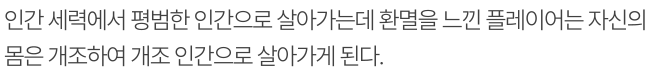 인간 세력에서 평범한 인간으로 살아가는데 환멸을 느낀 플레이어는 자신의
몸은 개조하여 개조 인간으로 살아가게 된다.